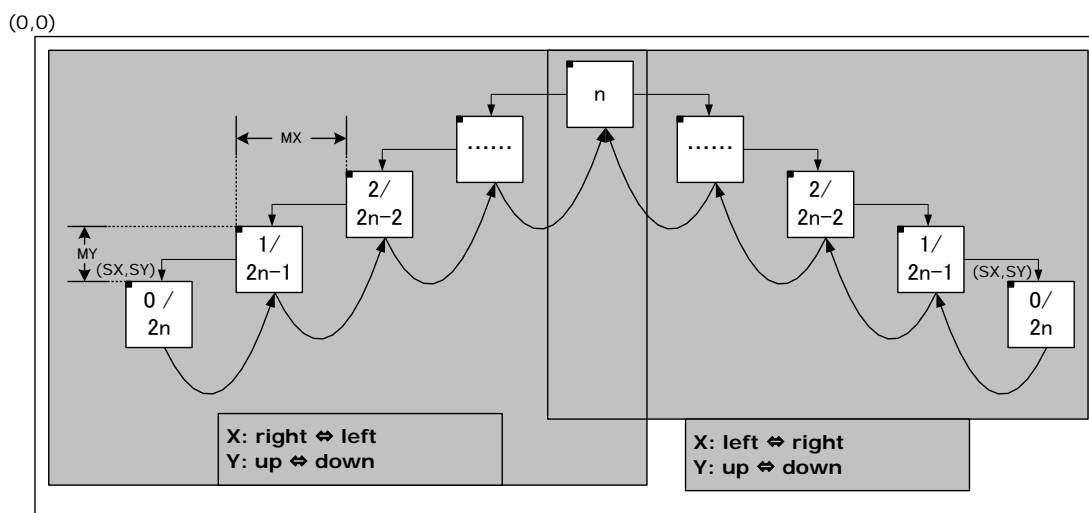 (0,0)
n
......
......
MX
2/
2n-2
2/
2n-2
1/
2n-1
1/
2n-1
MY
(SX,SY)
(SX,SY)
0 /
2n
0/
2n
X: right ⇔ left
Y: up ⇔ down
X: left ⇔ right
Y: up ⇔ down